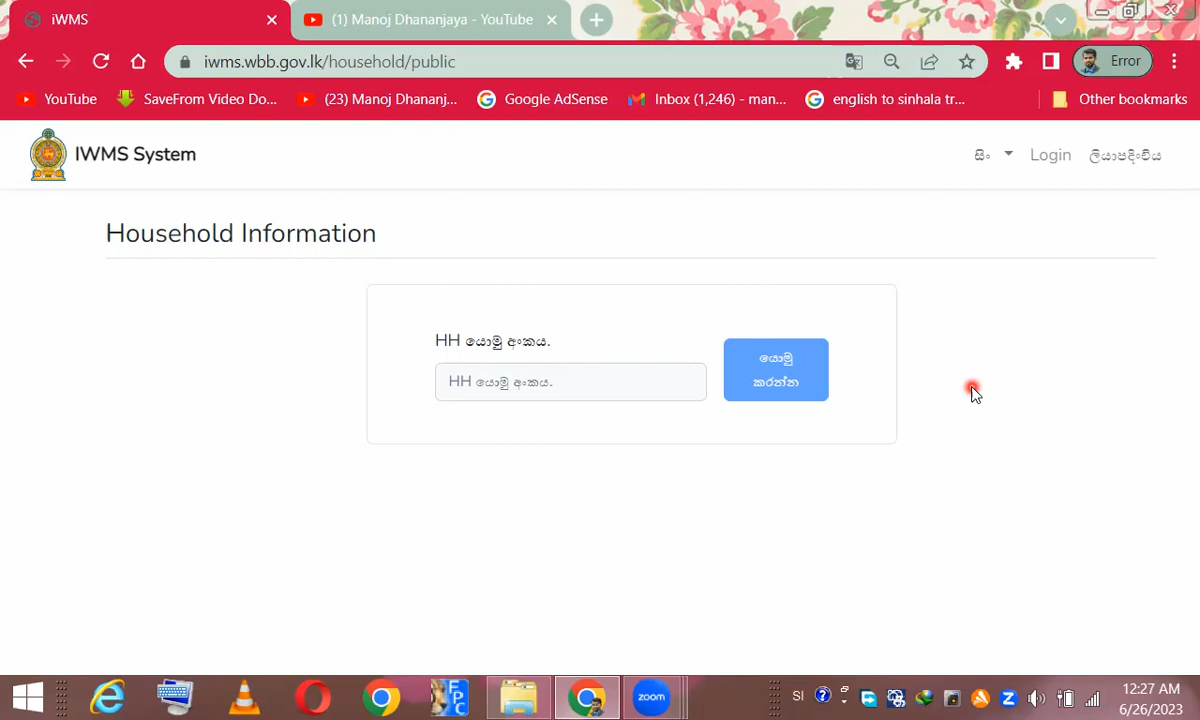 iWMS
(1) Manoj Dhananjaya - YouTube
iwms.wbb.gov.lk/household/public
Error
YouTube
SaveFrom Video Do...
(23) Manoj Dhananj...
Google AdSense
Inbox (1,246) - man...
english to sinhala tr...
Other bookmarks
IWMS System
සිං
Login
ලියාපදිංචිය
Household Information
HH යොමු අංකය.
HH යොමු අංකය.
යොමු
කරන්න
FPC
zoom
SI
12:27 AM
6/26/2023